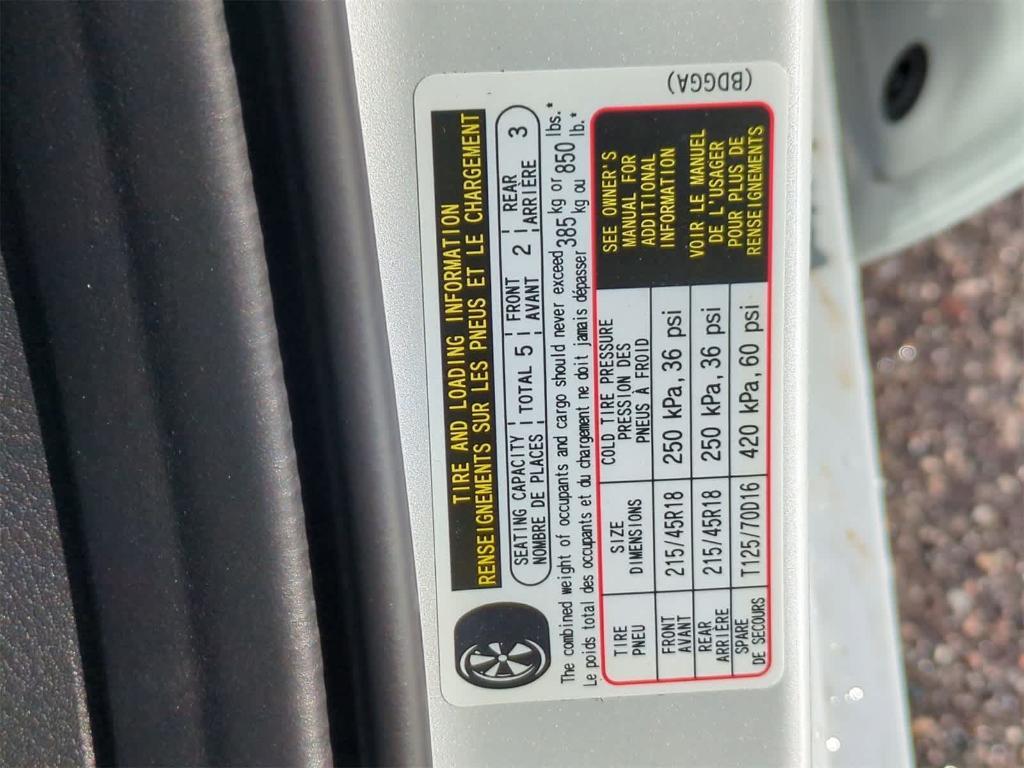 TIRE AND LOADING INFORMATION
RENSEIGNEMENTS SUR LES PNEUS ET LE CHARGEMENT
SEATING CAPACITY TOTAL 5 FRONT 2 REAR 3
NOMBRE DE PLACES AVANT ARRIÈRE
The combined weight of occupants and cargo should never exceed 385 kg or 850 lbs.*
Le poids total des occupants et du chargement ne doit jamais dépasser kg ou lb.*
TIRE SIZE COLD TIRE PRESSURE
PNEU DIMENSIONS PRESSION DES
PNEUS À FROID
FRONT 215/45R18 250 kPa, 36 psi
AVANT
REAR 215/45R18 250 kPa, 36 psi
ARRIÈRE
SPARE T125/70D16 420 kPa, 60 psi
DE SECOURS
SEE OWNER'S
MANUAL FOR
ADDITIONAL
INFORMATION
VOIR LE MANUEL
DE L'USAGER
POUR PLUS DE
RENSEIGNEMENTS
(BDGGA)